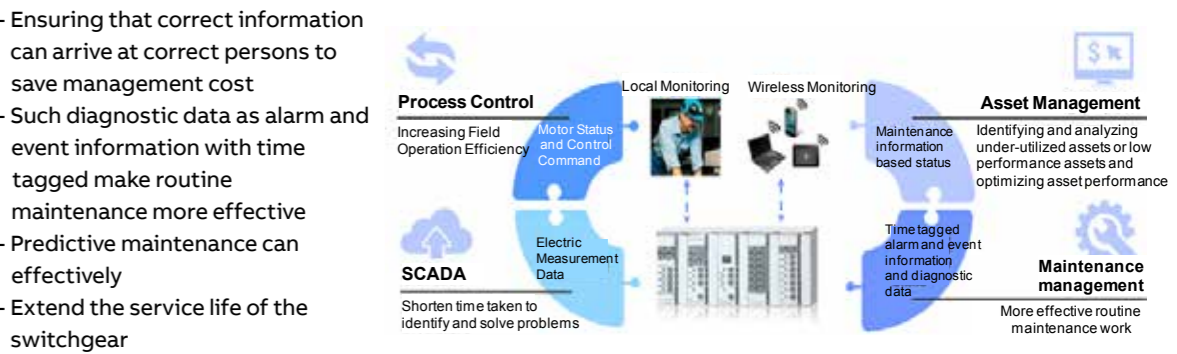 - Ensuring that correct information
can arrive at correct persons to
save management cost
- Such diagnostic data as alarm and
event information with time
tagged make routine
maintenance more effective
- Predictive maintenance can
effectively
- Extend the service life of the
switchgear
Process Control
Increasing Field
Operation Efficiency
Motor Status
and Control
Command
Local Monitoring
Wireless Monitoring
Maintenance
information
based status
$
Asset Management
Identifying and analyzing
under-utilized assets or low
performance assets and
optimizing asset performance
SCADA
Shorten time taken to
identify and solve problems
Electric
Measurement
Data
Time tagged
alarm and event
information
and diagnostic
data
Maintenance
management
More effective routine
maintenance work